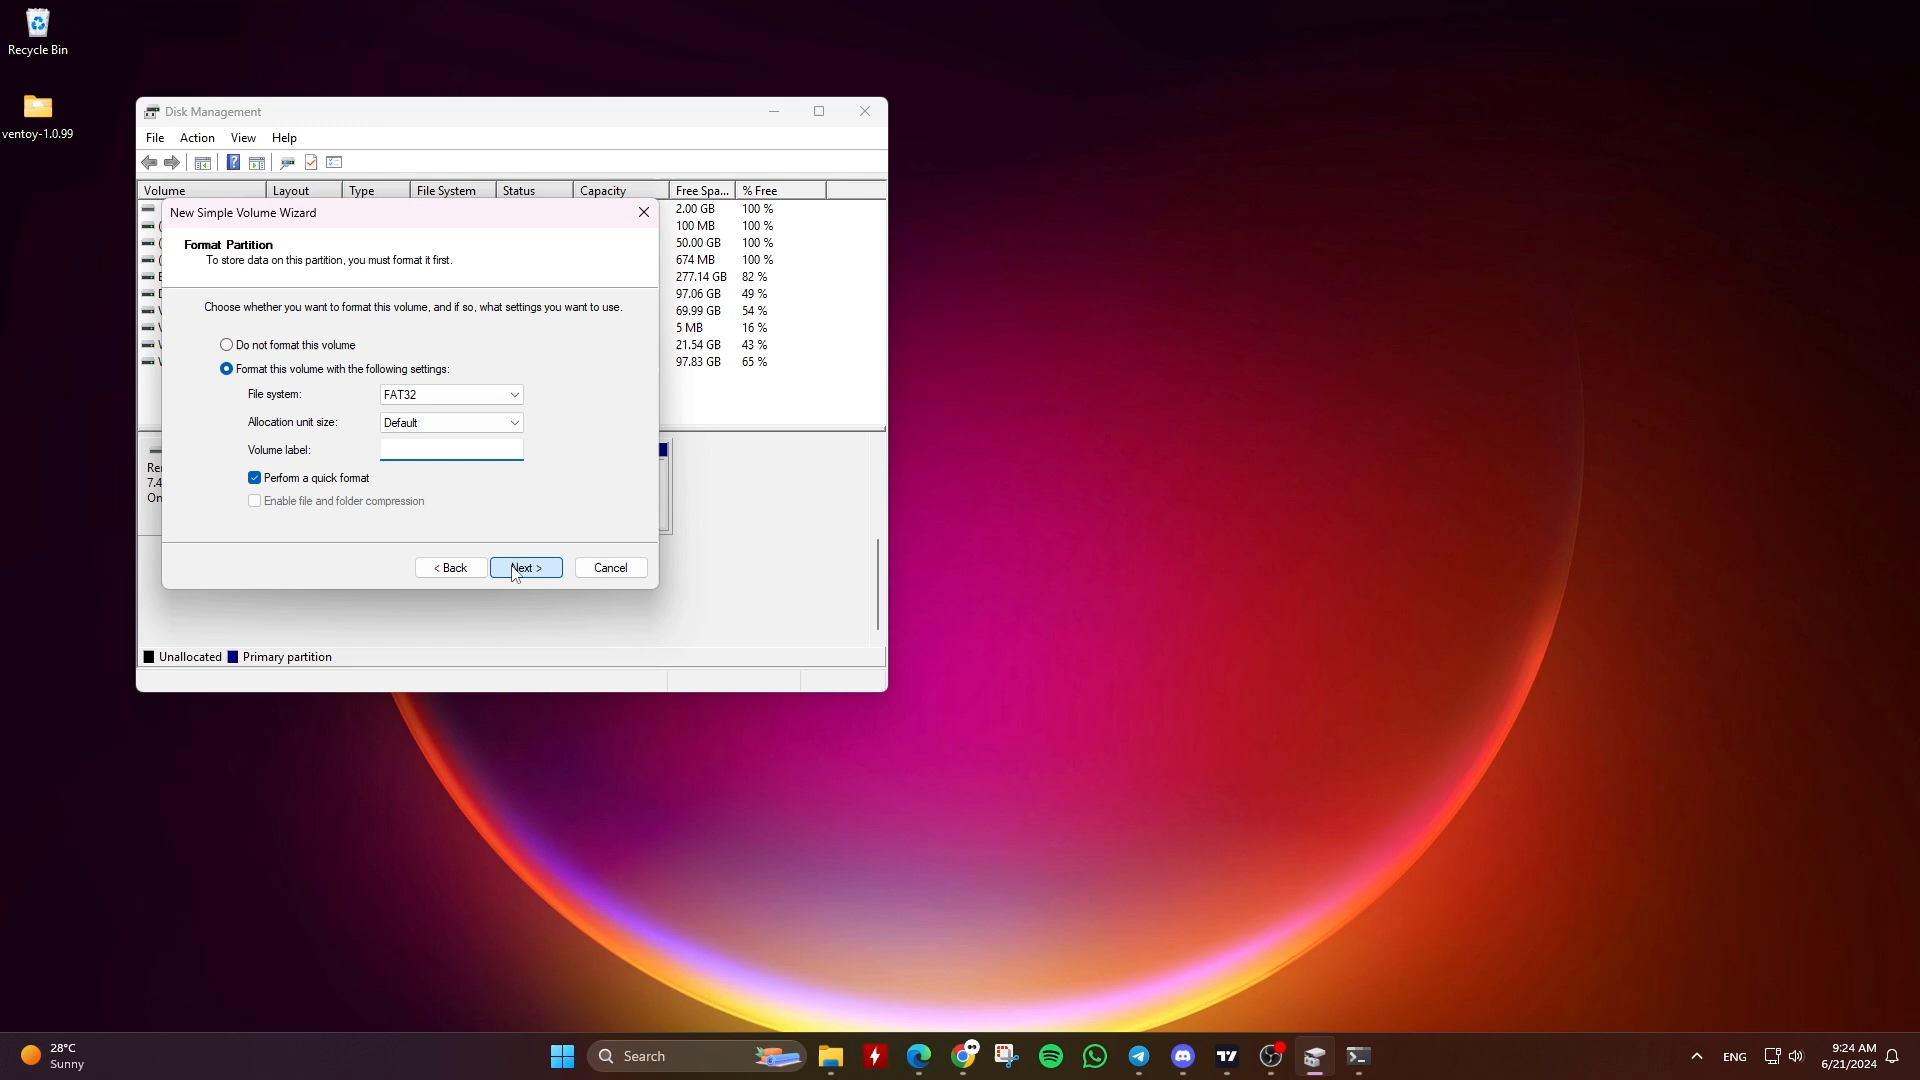 Recycle Bin
ventoy-1.0.99
Disk Management
File Action View Help
Volume Layout Type File System Status Capacity Free Spa... % Free
2.00 GB 100 %
100 MB 100 %
50.00 GB 100 %
674 MB 100 %
277.14 GB 82 %
97.06 GB 49 %
69.99 GB 54 %
5 MB 16 %
21.54 GB 43 %
97.83 GB 65 %
New Simple Volume Wizard
Format Partition
To store data on this partition, you must format it first.
Choose whether you want to format this volume, and if so, what settings you want to use.
Do not format this volume
Format this volume with the following settings:
File system: FAT32
Allocation unit size: Default
Volume label:
Perform a quick format
Enable file and folder compression
< Back Next > Cancel
Rei
7.4
On
Unallocated Primary partition
28°C
Sunny
Search
ENG
9:24 AM
6/21/2024